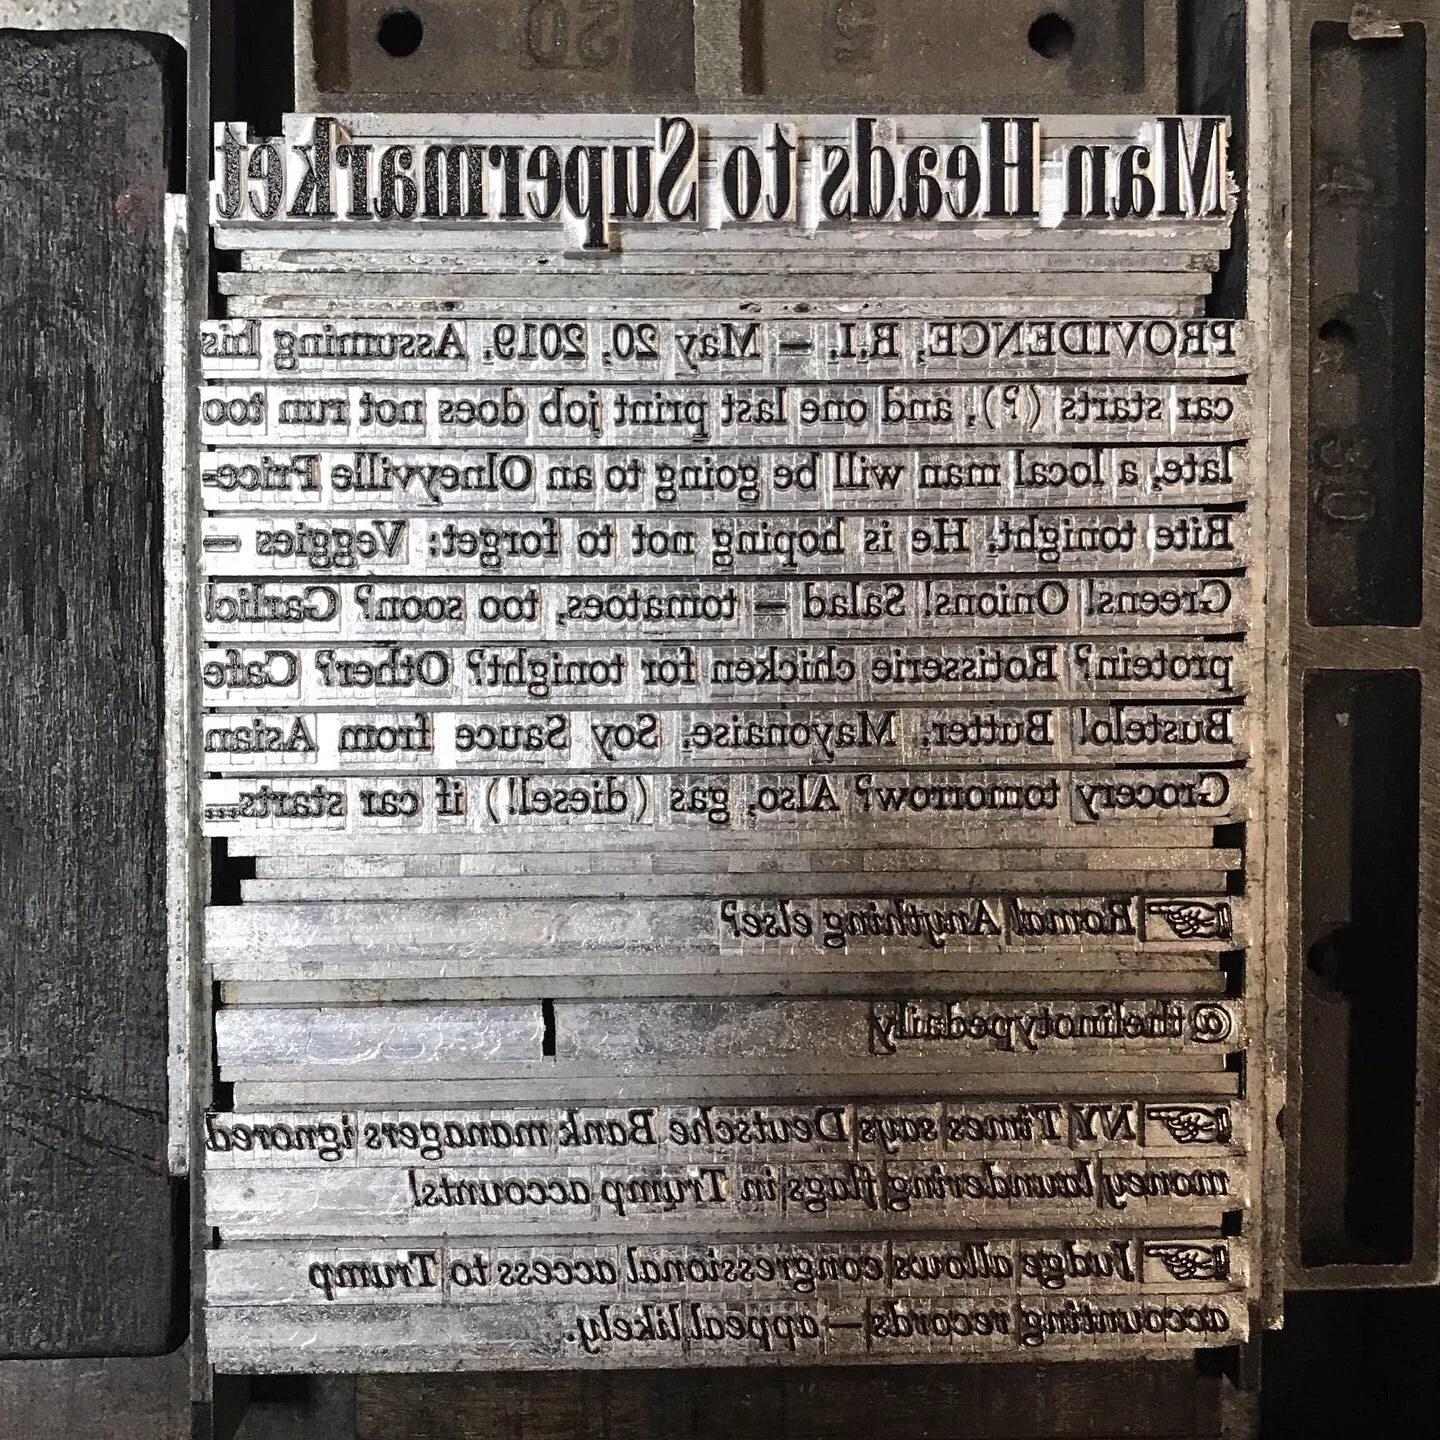 Man Heads to Supermarket
PROVIDENCE, R.I. — May 20, 2019. Assuming his
car starts (?), and one last print job does not run too
late, a local man will be going to an Olneyville Price-
Rite tonight. He is hoping not to forget: Veggies —
Greens! Onions! Salad — tomatoes, too soon? Garlic!
protein? Rotisserie chicken for tonight? Other? Cafe
Bustelo! Butter. Mayonaise. Soy Sauce from Asian
Grocery tomorrow? Also, gas (diesel!) if car starts...
☞ Roma! Anything else?
@thelinotypedaily
☞ NY Times says Deutsche Bank managers ignored
money laundering flags in Trump accounts!
☞ Judge allows congressional access to Trump
accounting records — appeal likely.